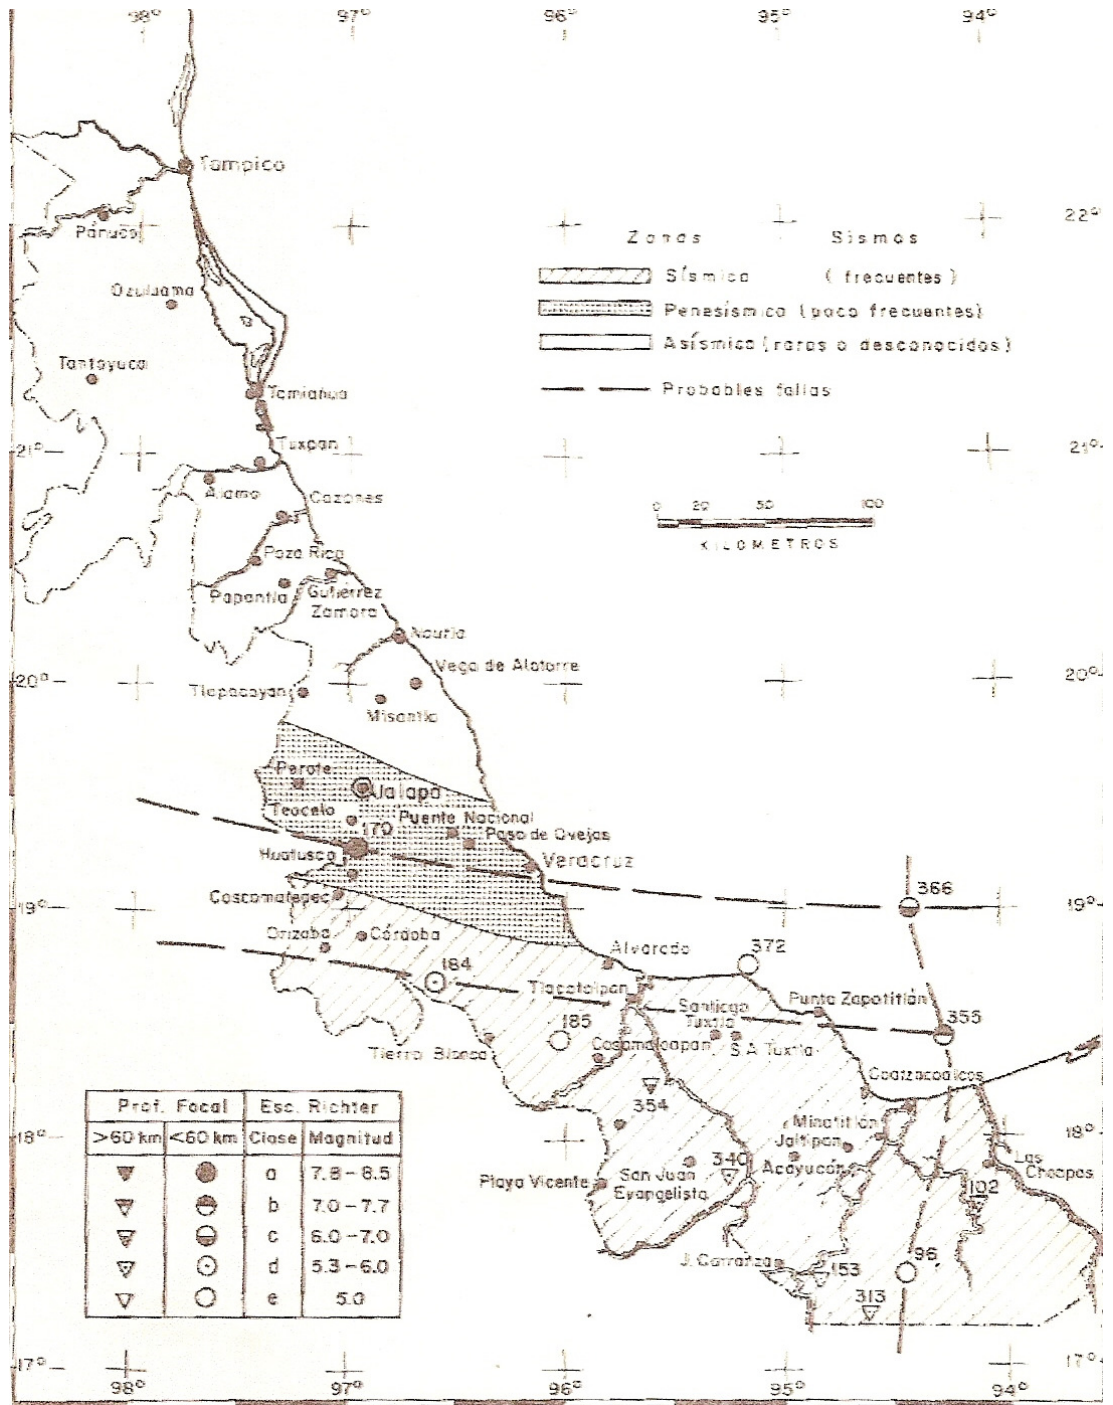 98° 97° 96° 95° 94°
Tampico
22°
Pánuco
Zonas Sismos
Ozuluama
Sísmica (frecuentes)
Penesísmica (poco frecuentes)
Asísmica (raros o desconocidos)
Tantoyuca
Tamiahua
Probables fallas
Tuxpan
21° 21°
Álamo
Cazones
0 20 50 100
KILOMETROS
Poza Rica
Papantla
Gutiérrez
Zamora
Nautla
Vega de Alatorre
20° 20°
Tlapacoyan
Misantla
Perote
Jalapa
Teocelo
Puente Nacional
170
Paso de Ovejas
Huatusco
Veracruz
366
Coscomatepec
19° 19°
Orizaba
Córdoba
Alvarado
372
184
Tlacotalpan
Santiago
Tuxtla
Punta Zapotitlán
355
185
Tierra Blanca
Cosamaloapan
S.A. Tuxtla
Coatzacoalcos
354
Prof. Focal Esc. Richter
>60 km <60 km Clase Magnitud
a 7.8-8.5
b 7.0-7.7
c 6.0-7.0
d 5.3-6.0
e 5.0
Minatitlán
18° 18°
Jaltipan
Las
Choapas
Acayucán
340
San Juan
Evangelista
Playa Vicente
102
J. Carranza
153
96
313
17° 17°
98° 97° 96° 95° 94°